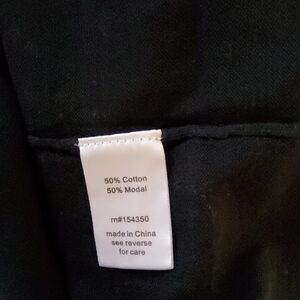 50% Cotton
50% Modal
rn#154350
made in China
see reverse
for care